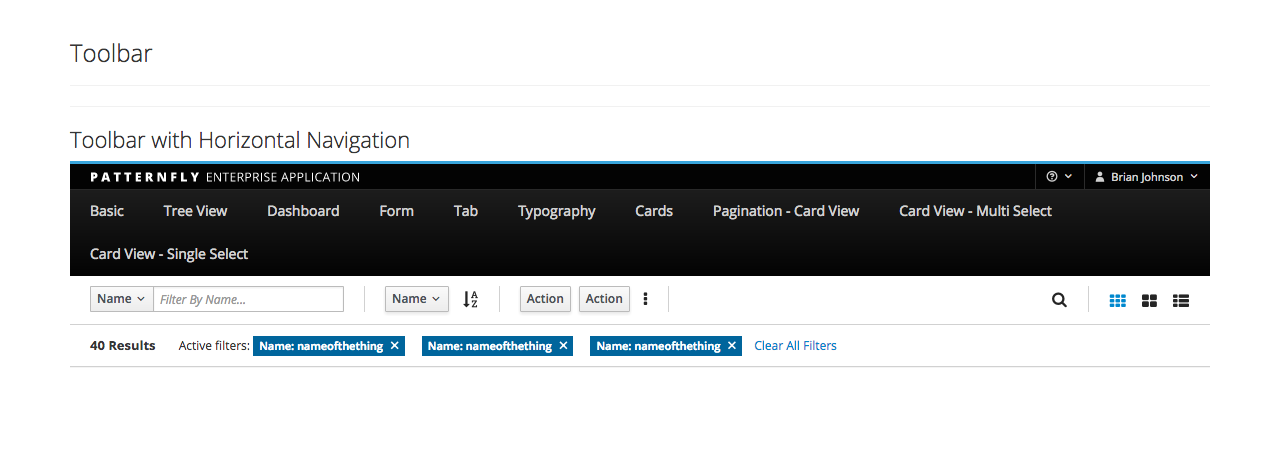 Toolbar
Toolbar with Horizontal Navigation
PATTERNFLY ENTERPRISE APPLICATION Brian Johnson
Basic Tree View Dashboard Form Tab Typography Cards Pagination - Card View Card View - Multi Select
Card View - Single Select
Name Filter By Name... Name Action Action
40 Results Active filters: Name: nameofthething × Name: nameofthething × Name: nameofthething × Clear All Filters